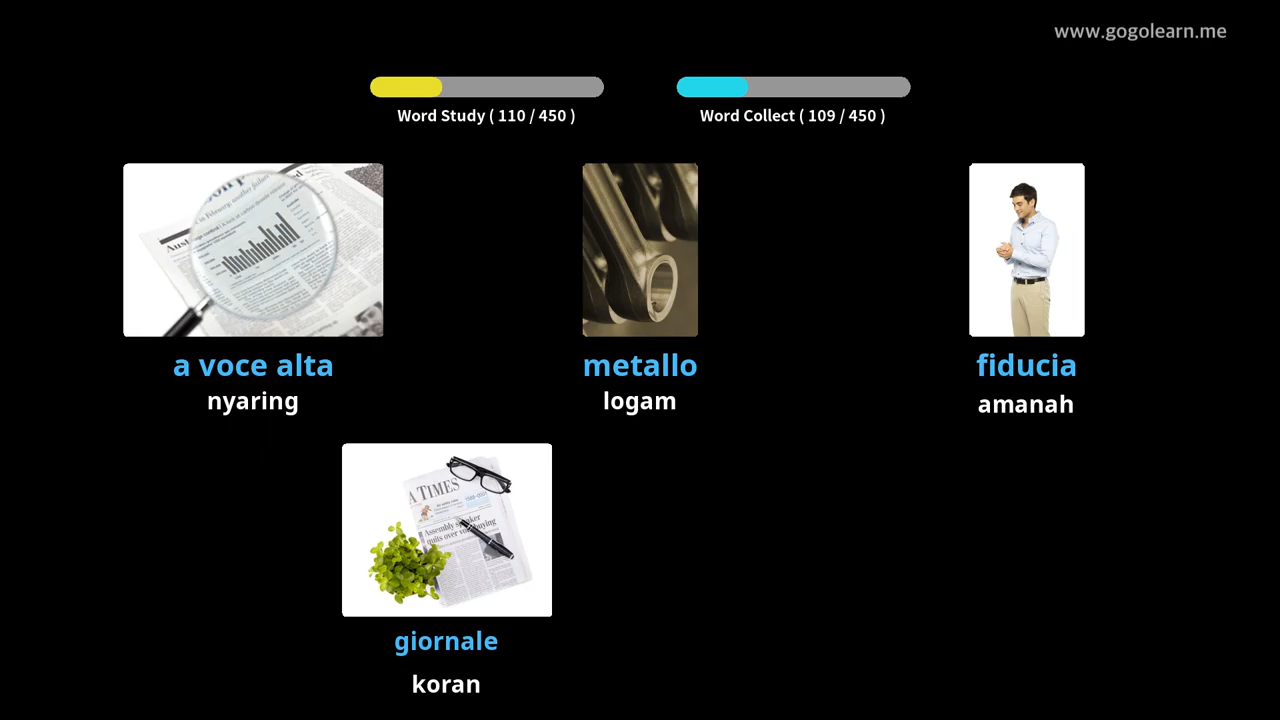 www.gogolearn.me
Word Study ( 110 / 450 )
Word Collect ( 109 / 450 )
a voce alta
nyaring
metallo
logam
fiducia
amanah
A TIMES
giornale
koran